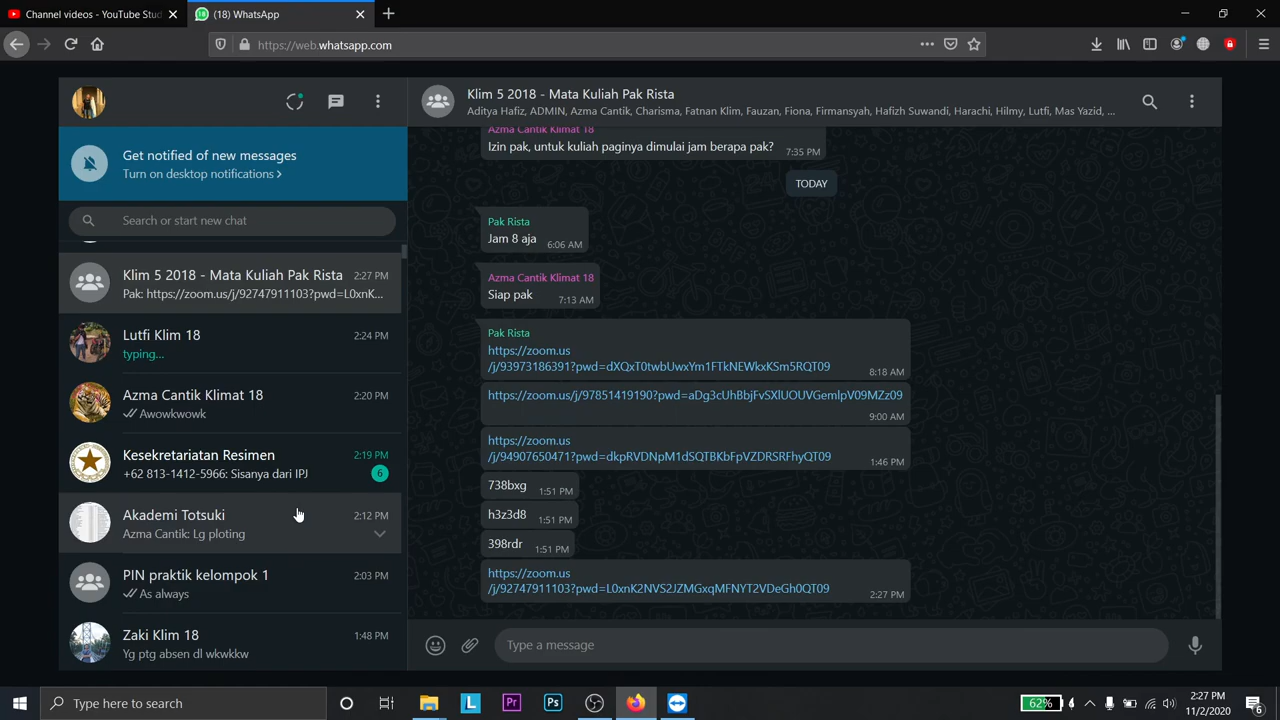 Channel videos - YouTube Stud
(18) WhatsApp
https://web.whatsapp.com
Klim 5 2018 - Mata Kuliah Pak Rista
Aditya Hafiz, ADMIN, Azma Cantik, Charisma, Fatnan Klim, Fauzan, Fiona, Firmansyah, Hafizh Suwandi, Harachi, Hilmy, Lutfi, Mas Yazid, ...
Get notified of new messages
Turn on desktop notifications >
Search or start new chat
Klim 5 2018 - Mata Kuliah Pak Rista 2:27 PM
Pak: https://zoom.us/j/92747911103?pwd=L0xnK...
Lutfi Klim 18 2:24 PM
typing...
Azma Cantik Klimat 18 2:20 PM
Awowkwowk
Kesekretariatan Resimen 2:19 PM
+62 813-1412-5966: Sisanya dari IPJ 6
Akademi Totsuki 2:12 PM
Azma Cantik: Lg ploting
PIN praktik kelompok 1 2:03 PM
As always
Zaki Klim 18 1:48 PM
Yg ptg absen dl wkwkkw
Azma Cantik Klimat 18
Izin pak, untuk kuliah paginya dimulai jam berapa pak? 7:35 PM
TODAY
Pak Rista
Jam 8 aja 6:06 AM
Azma Cantik Klimat 18
Siap pak 7:13 AM
Pak Rista
https://zoom.us
/j/93973186391?pwd=dXQxT0twbUwxYm1FTkNEWkxKSm5RQT09
8:18 AM
https://zoom.us/j/97851419190?pwd=aDg3cUhBbjFvSXlUOUVGemlpV09MZz09
9:00 AM
https://zoom.us
/j/94907650471?pwd=dkpRVDNpM1dSQTBKbFpVZDRSRFhyQT09
1:46 PM
738bxg 1:51 PM
h3z3d8 1:51 PM
398rdr 1:51 PM
https://zoom.us
/j/92747911103?pwd=L0xnK2NVS2JZMGxqMFNYT2VDeGh0QT09
2:27 PM
Type a message
Type here to search
L
Pr
Ps
62%
2:27 PM
11/2/2020
6